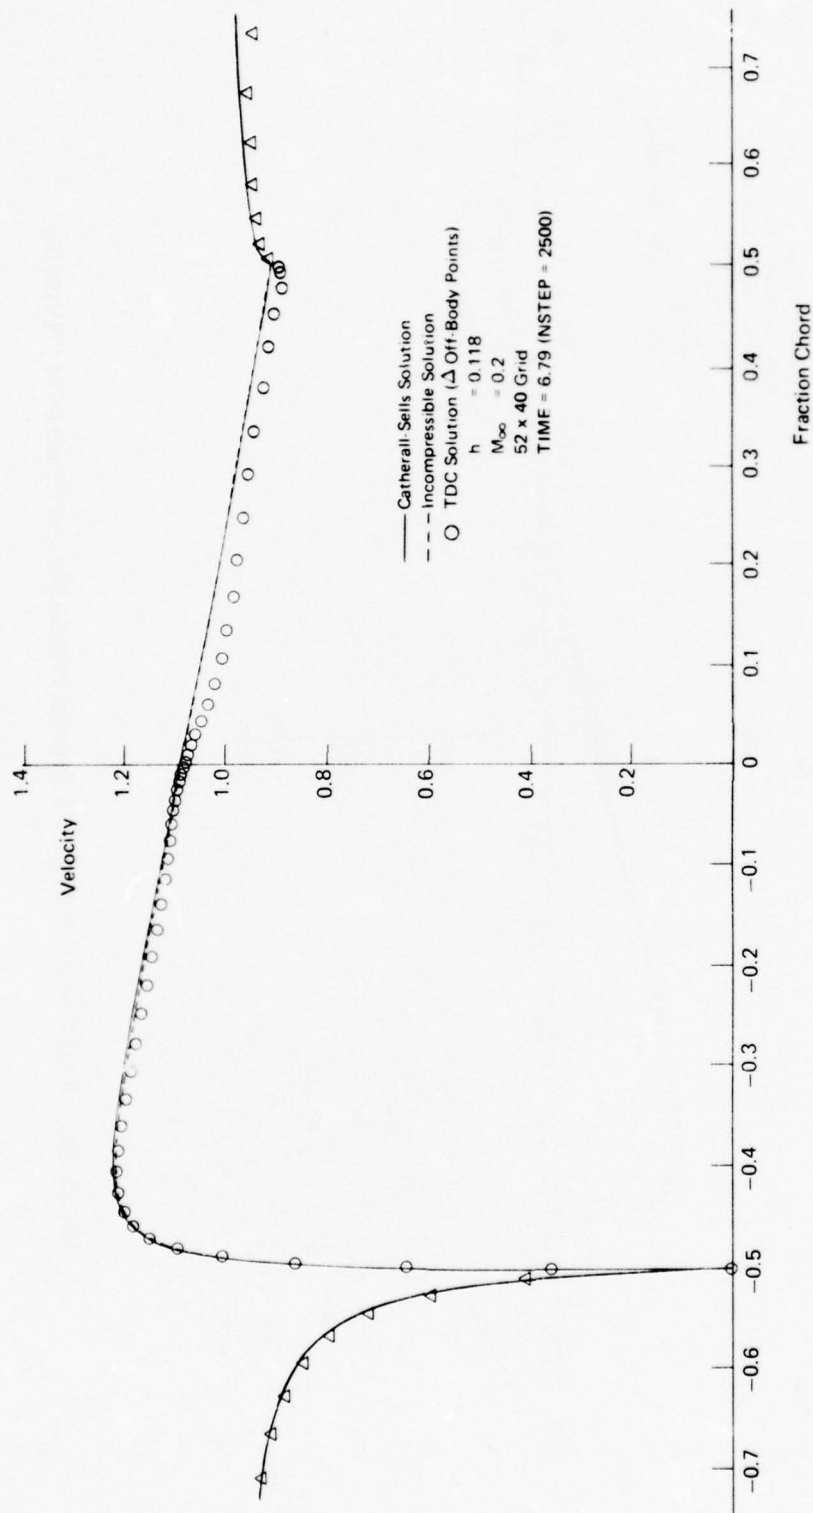 Velocity
1.4
1.2
1.0
0.8
0.6
0.4
0.2
Catherall-Sells Solution
Incompressible Solution
TDC Solution (Δ Off-Body Points)
h = 0.118
M∞ = 0.2
52 x 40 Grid
TIME = 6.79 (NSTEP = 2500)
−0.7
−0.6
−0.5
−0.4
−0.3
−0.2
−0.1
0
0.1
0.2
0.3
0.4
0.5
0.6
0.7
Fraction Chord